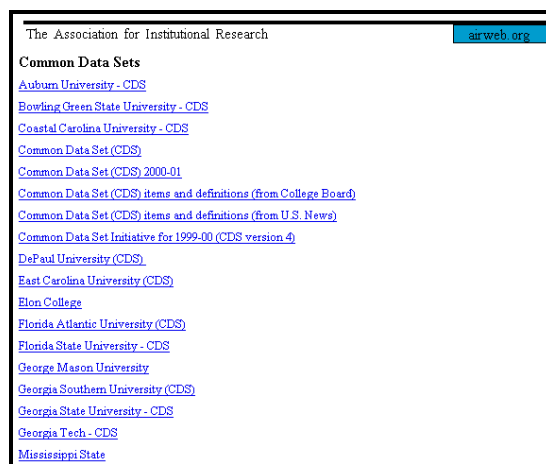 The Association for Institutional Research
airweb.org
Common Data Sets
Auburn University - CDS
Bowling Green State University - CDS
Coastal Carolina University - CDS
Common Data Set (CDS)
Common Data Set (CDS) 2000-01
Common Data Set (CDS) items and definitions (from College Board)
Common Data Set (CDS) items and definitions (from U.S. News)
Common Data Set Initiative for 1999-00 (CDS version 4)
DePaul University (CDS)
East Carolina University (CDS)
Elon College
Florida Atlantic University (CDS)
Florida State University - CDS
George Mason University
Georgia Southern University (CDS)
Georgia State University - CDS
Georgia Tech - CDS
Mississippi State